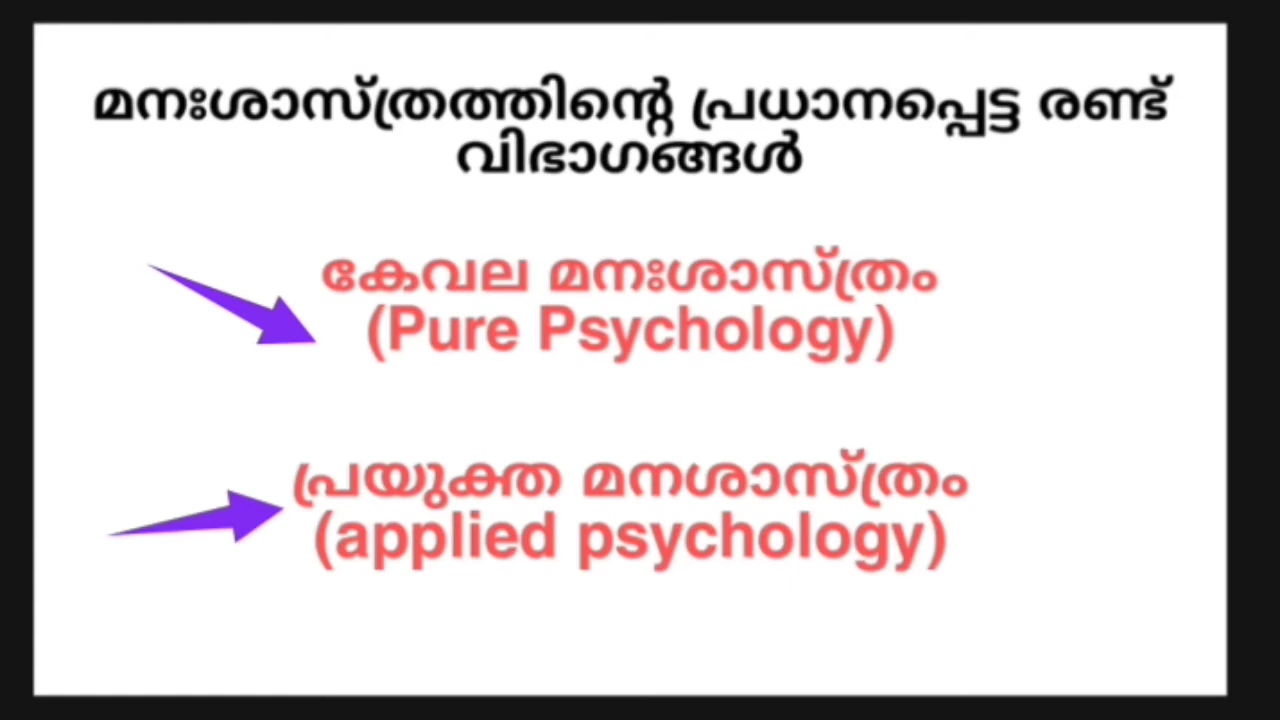 മനഃശാസ്ത്രത്തിന്റെ പ്രധാനപ്പെട്ട രണ്ട്
വിഭാഗങ്ങൾ
കേവല മനഃശാസ്ത്രം
(Pure Psychology)
പ്രയുക്ത മനശാസ്ത്രം
(applied psychology)